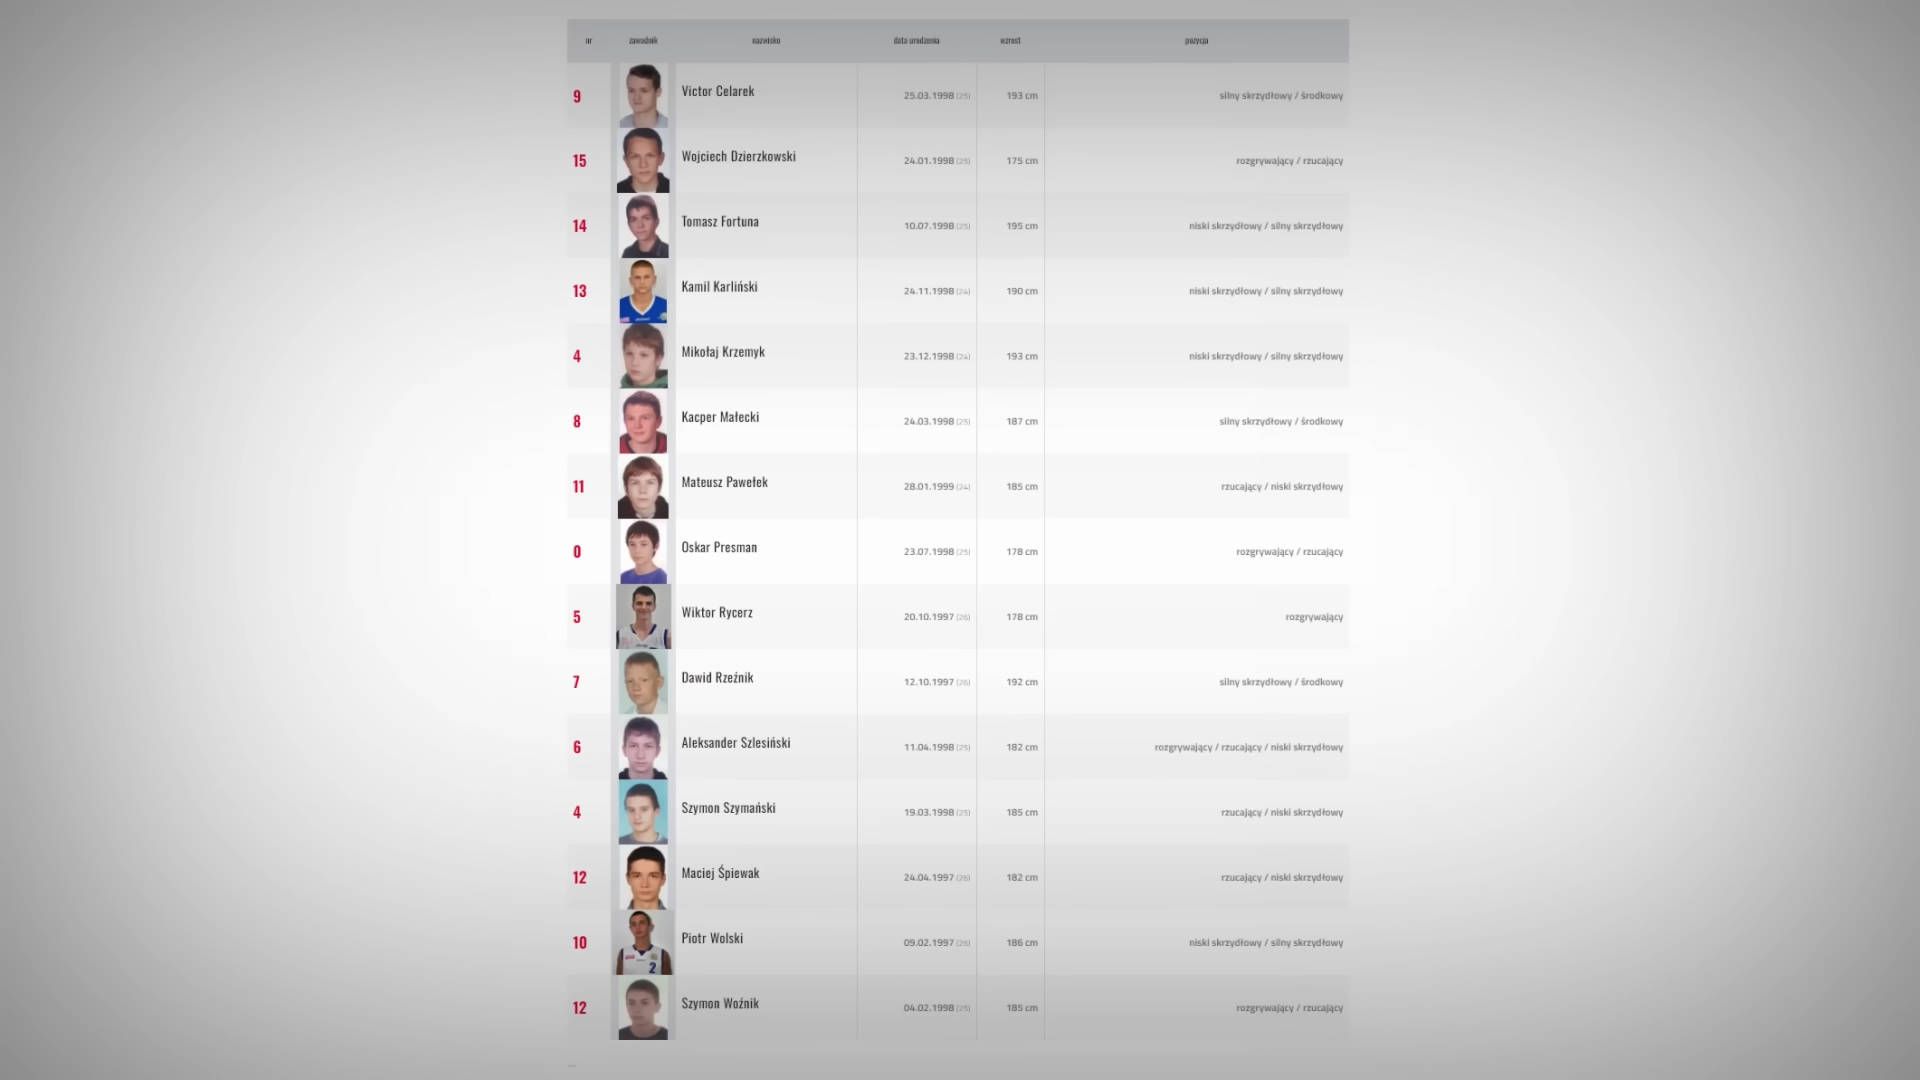 nr zawodnik nazwisko data urodzenia wzrost pozycja
9 Victor Celarek 25.03.1998 (25) 193 cm silny skrzydłowy / środkowy
15 Wojciech Dzierzkowski 24.01.1998 (25) 175 cm rozgrywający / rzucający
14 Tomasz Fortuna 10.07.1998 (25) 195 cm niski skrzydłowy / silny skrzydłowy
13 Kamil Karliński 24.11.1998 (24) 190 cm niski skrzydłowy / silny skrzydłowy
4 Mikołaj Krzemyk 23.12.1998 (24) 193 cm niski skrzydłowy / silny skrzydłowy
8 Kacper Małecki 24.03.1998 (25) 187 cm silny skrzydłowy / środkowy
11 Mateusz Pawełek 28.01.1999 (24) 185 cm rzucający / niski skrzydłowy
0 Oskar Presman 23.07.1998 (25) 178 cm rozgrywający / rzucający
5 Wiktor Rycerz 20.10.1997 (26) 178 cm rozgrywający
7 Dawid Rzeźnik 12.10.1997 (26) 192 cm silny skrzydłowy / środkowy
6 Aleksander Szlesiński 11.04.1998 (25) 182 cm rozgrywający / rzucający / niski skrzydłowy
4 Szymon Szymański 19.03.1998 (25) 185 cm rzucający / niski skrzydłowy
12 Maciej Śpiewak 24.04.1997 (26) 182 cm rzucający / niski skrzydłowy
10 Piotr Wolski 09.02.1997 (26) 186 cm niski skrzydłowy / silny skrzydłowy
2
12 Szymon Woźnik 04.02.1998 (25) 185 cm rozgrywający / rzucający